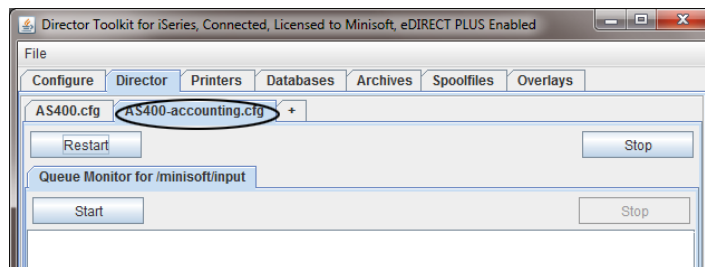 Director Toolkit for iSeries, Connected, Licensed to Minisoft, eDIRECT PLUS Enabled
File
Configure Director Printers Databases Archives Spoolfiles Overlays
AS400.cfg AS400-accounting.cfg +
Restart Stop
Queue Monitor for /minisoft/input
Start Stop